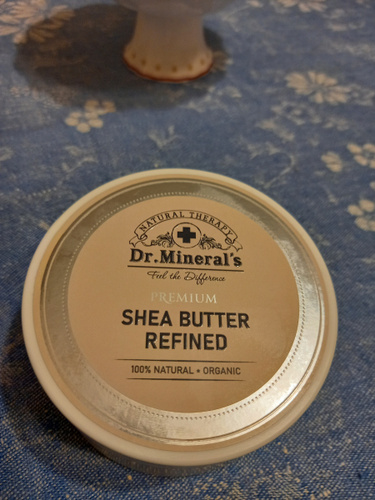 NATURAL THERAPY
Dr.Mineral's
Feel the Difference
PREMIUM
SHEA BUTTER
REFINED
100% NATURAL • ORGANIC